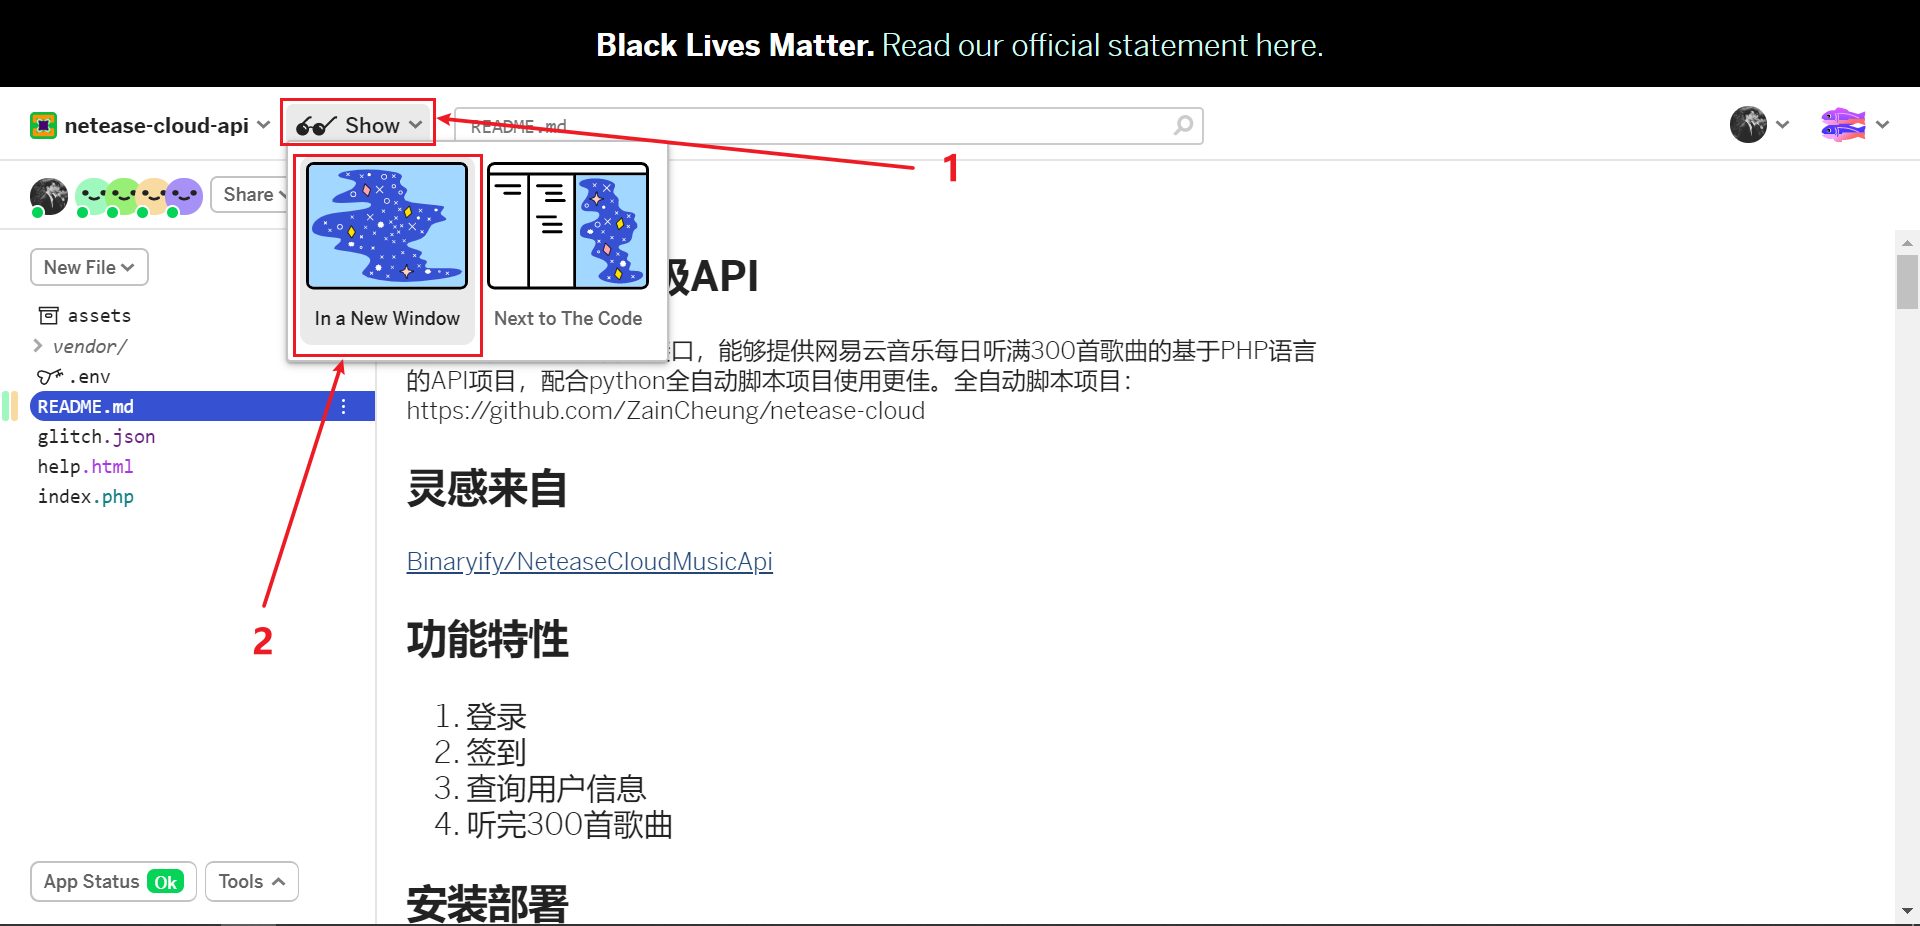 Black Lives Matter. Read our official statement here.
netease-cloud-api
Show
README.md
1
Share
In a New Window
Next to The Code
New File
assets
vendor/
.env
README.md
glitch.json
help.html
index.php
2
App Status Ok
Tools
级API
口，能够提供网易云音乐每日听满300首歌曲的基于PHP语言
的API项目，配合python全自动脚本项目使用更佳。全自动脚本项目：
https://github.com/ZainCheung/netease-cloud
灵感来自
Binaryify/NeteaseCloudMusicApi
功能特性
1. 登录
2. 签到
3. 查询用户信息
4. 听完300首歌曲
安装部署